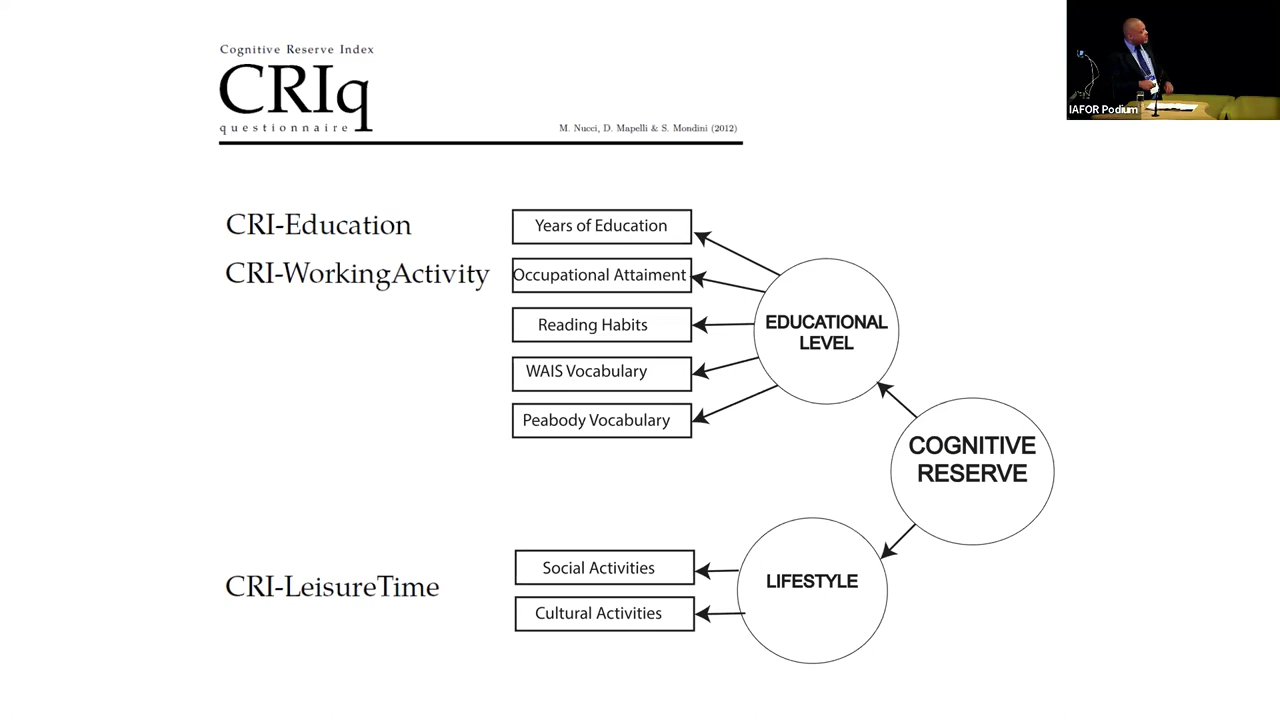 Cognitive Reserve Index
CRIq
questionnaire
M. Nucci, D. Mapelli & S. Mondini (2012)
IAFOR Podium
CRI-Education
Years of Education
CRI-WorkingActivity
Occupational Attaiment
Reading Habits
WAIS Vocabulary
Peabody Vocabulary
EDUCATIONAL
LEVEL
COGNITIVE
RESERVE
CRI-LeisureTime
Social Activities
Cultural Activities
LIFESTYLE